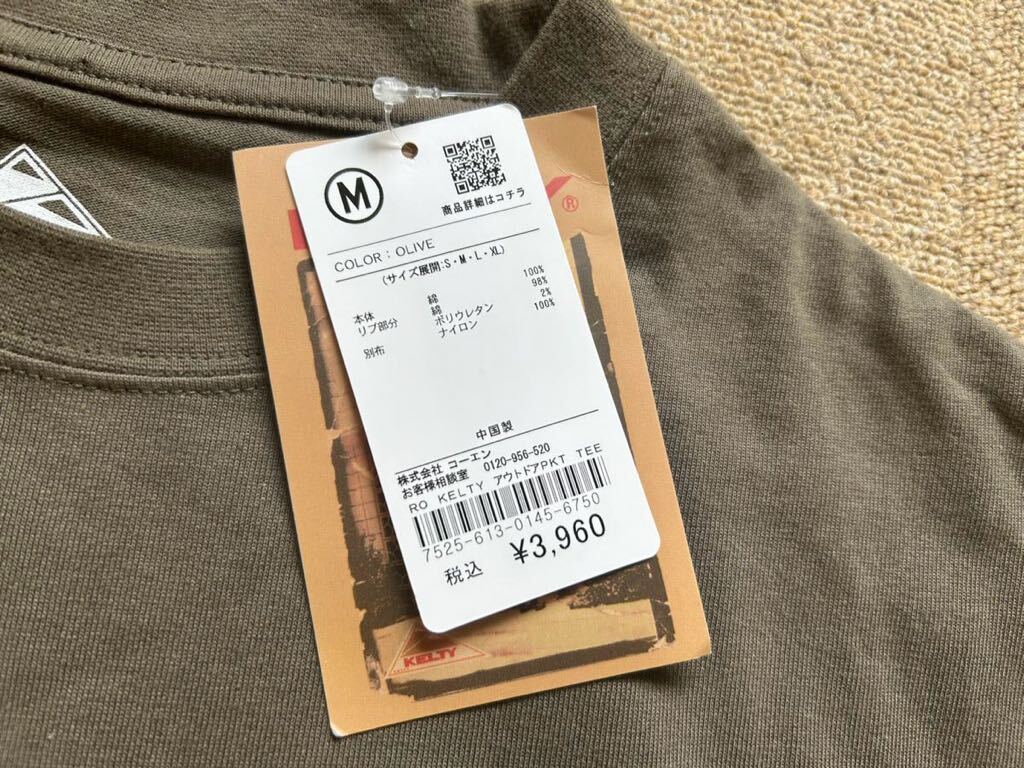 M
商品詳細はコチラ
®
COLOR : OLIVE
(サイズ展開:S・M・L・XL)
本体 綿 100%
リブ部分 綿 98%
ポリウレタン 2%
別布 ナイロン 100%
中国製
株式会社 コーエン
お客様相談室 0120-956-520
RO KELTY アウトドアPKT TEE
7525-613-0145-6750
税込 ¥3,960
KELTY